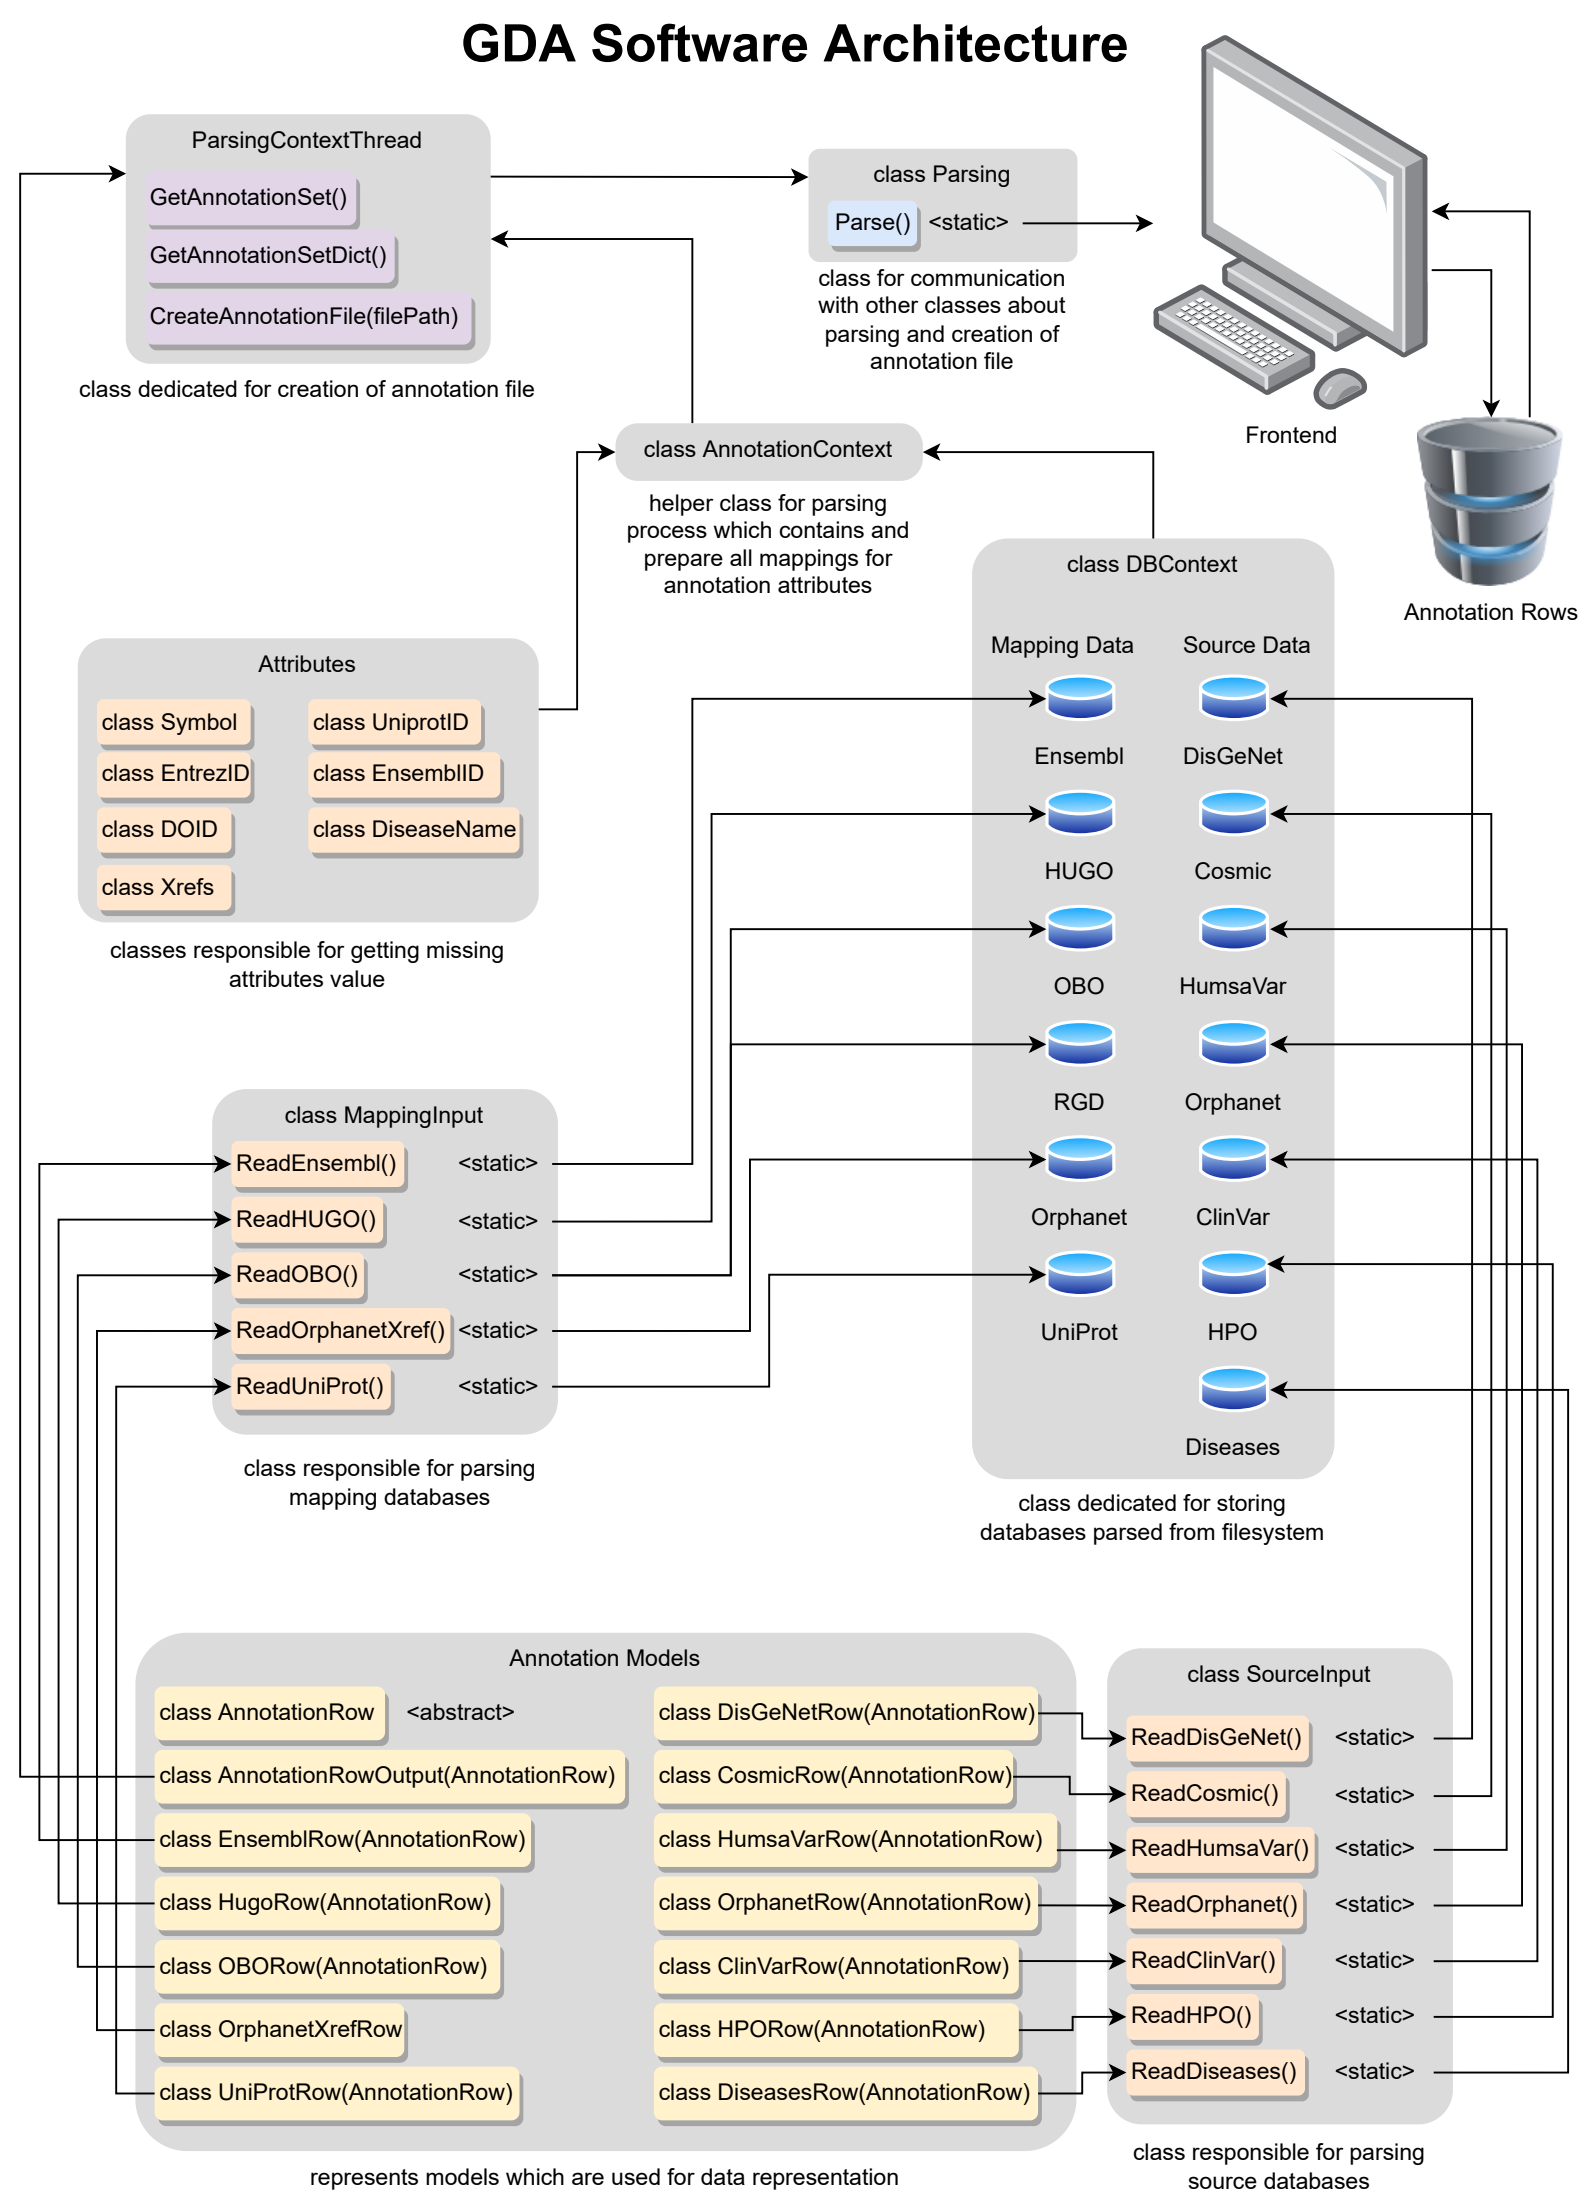 GDA Software Architecture
ParsingContextThread
GetAnnotationSet()
GetAnnotationSetDict()
CreateAnnotationFile(filePath)
class dedicated for creation of annotation file
class Parsing
Parse() <static>
class for communication
with other classes about
parsing and creation of
annotation file
Frontend
Annotation Rows
class AnnotationContext
helper class for parsing
process which contains and
prepare all mappings for
annotation attributes
Attributes
class Symbol
class UniprotID
class EntrezID
class EnsemblID
class DOID
class DiseaseName
class Xrefs
classes responsible for getting missing
attributes value
class DBContext
Mapping Data
Source Data
Ensembl
DisGeNet
HUGO
Cosmic
OBO
HumsaVar
RGD
Orphanet
Orphanet
ClinVar
UniProt
HPO
Diseases
class dedicated for storing
databases parsed from filesystem
class MappingInput
ReadEnsembl() <static>
ReadHUGO() <static>
ReadOBO() <static>
ReadOrphanetXref() <static>
ReadUniProt() <static>
class responsible for parsing
mapping databases
Annotation Models
class AnnotationRow <abstract>
class AnnotationRowOutput(AnnotationRow)
class EnsemblRow(AnnotationRow)
class HugoRow(AnnotationRow)
class OBORow(AnnotationRow)
class OrphanetXrefRow
class UniProtRow(AnnotationRow)
class DisGeNetRow(AnnotationRow)
class CosmicRow(AnnotationRow)
class HumsaVarRow(AnnotationRow)
class OrphanetRow(AnnotationRow)
class ClinVarRow(AnnotationRow)
class HPORow(AnnotationRow)
class DiseasesRow(AnnotationRow)
represents models which are used for data representation
class SourceInput
ReadDisGeNet() <static>
ReadCosmic() <static>
ReadHumsaVar() <static>
ReadOrphanet() <static>
ReadClinVar() <static>
ReadHPO() <static>
ReadDiseases() <static>
class responsible for parsing
source databases